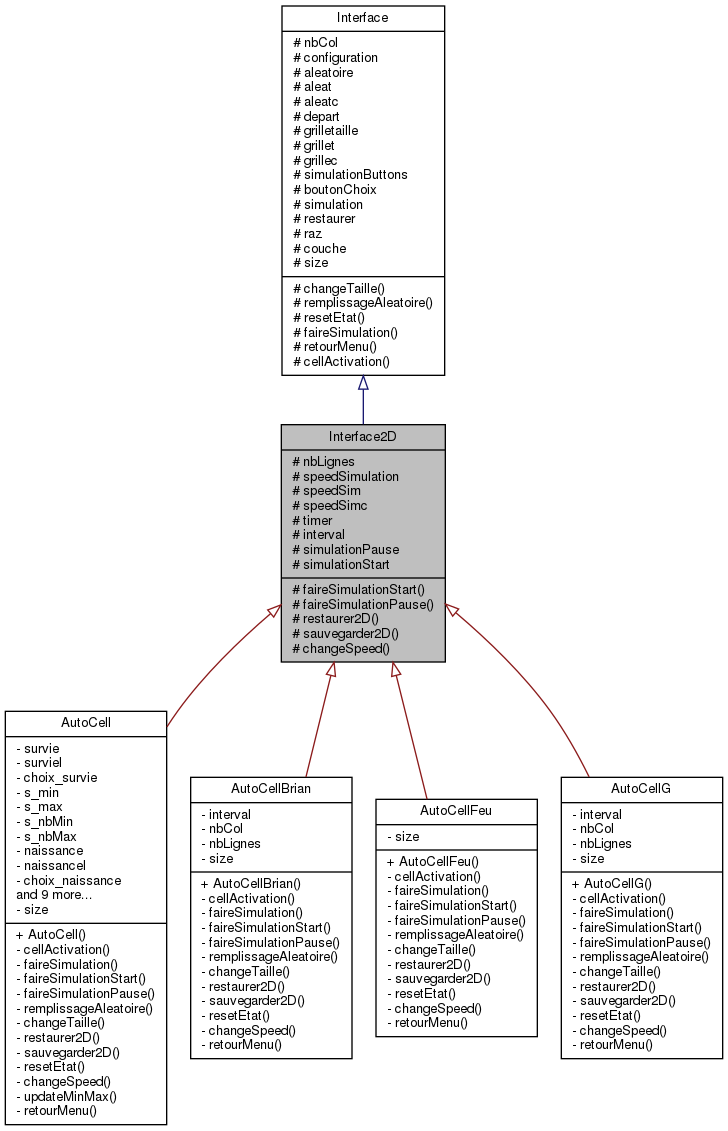 Interface
# nbCol
# configuration
# aleatoire
# aleat
# aleatc
# depart
# grilletaille
# grillet
# grillec
# simulationButtons
# boutonChoix
# simulation
# restaurer
# raz
# couche
# size
# changeTaille()
# remplissageAleatoire()
# resetEtat()
# faireSimulation()
# retourMenu()
# cellActivation()
Interface2D
# nbLignes
# speedSimulation
# speedSim
# speedSimc
# timer
# interval
# simulationPause
# simulationStart
# faireSimulationStart()
# faireSimulationPause()
# restaurer2D()
# sauvegarder2D()
# changeSpeed()
AutoCell
- survie
- surviel
- choix_survie
- s_min
- s_max
- s_nbMin
- s_nbMax
- naissance
- naissancel
- choix_naissance
and 9 more...
- size
+ AutoCell()
- cellActivation()
- faireSimulation()
- faireSimulationStart()
- faireSimulationPause()
- remplissageAleatoire()
- changeTaille()
- restaurer2D()
- sauvegarder2D()
- resetEtat()
- changeSpeed()
- updateMinMax()
- retourMenu()
AutoCellBrian
- interval
- nbCol
- nbLignes
- size
+ AutoCellBrian()
- cellActivation()
- faireSimulation()
- faireSimulationStart()
- faireSimulationPause()
- remplissageAleatoire()
- changeTaille()
- restaurer2D()
- sauvegarder2D()
- resetEtat()
- changeSpeed()
- retourMenu()
AutoCellFeu
- size
+ AutoCellFeu()
- cellActivation()
- faireSimulation()
- faireSimulationStart()
- faireSimulationPause()
- remplissageAleatoire()
- changeTaille()
- restaurer2D()
- sauvegarder2D()
- resetEtat()
- changeSpeed()
- retourMenu()
AutoCellG
- interval
- nbCol
- nbLignes
- size
+ AutoCellG()
- cellActivation()
- faireSimulation()
- faireSimulationStart()
- faireSimulationPause()
- remplissageAleatoire()
- changeTaille()
- restaurer2D()
- sauvegarder2D()
- resetEtat()
- changeSpeed()
- retourMenu()